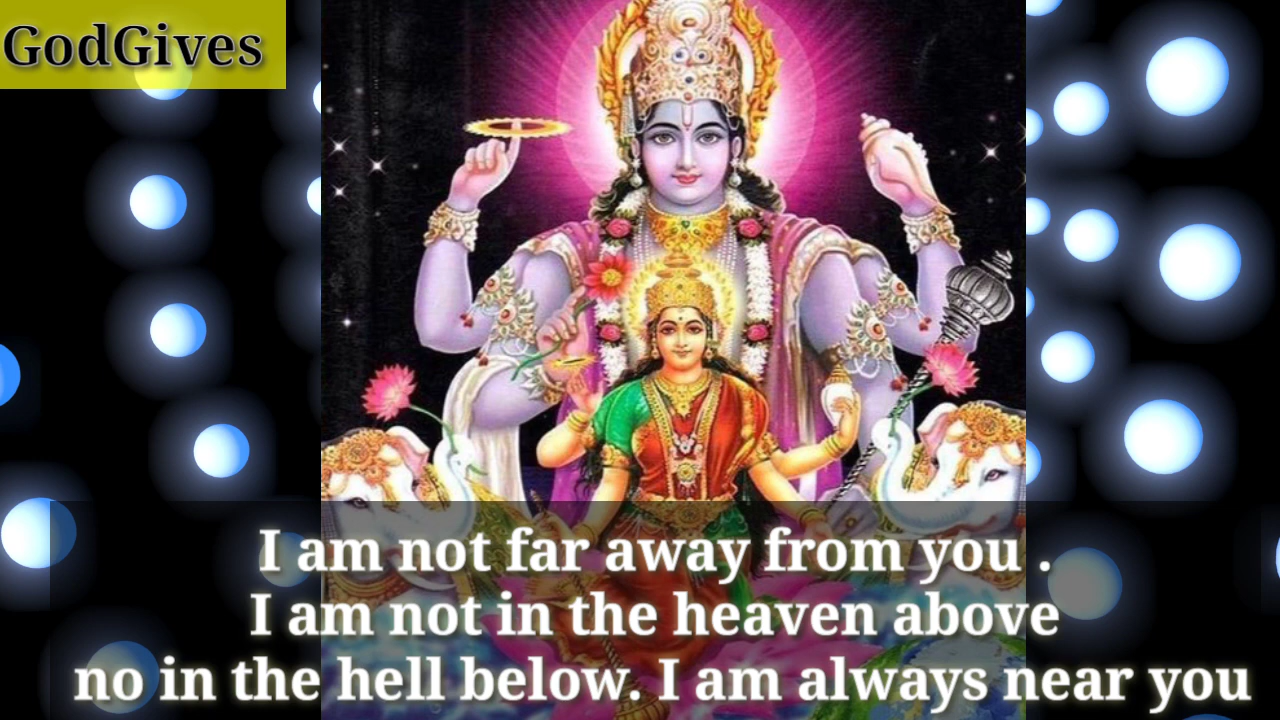 GodGives
I am not far away from you .
I am not in the heaven above
no in the hell below. I am always near you